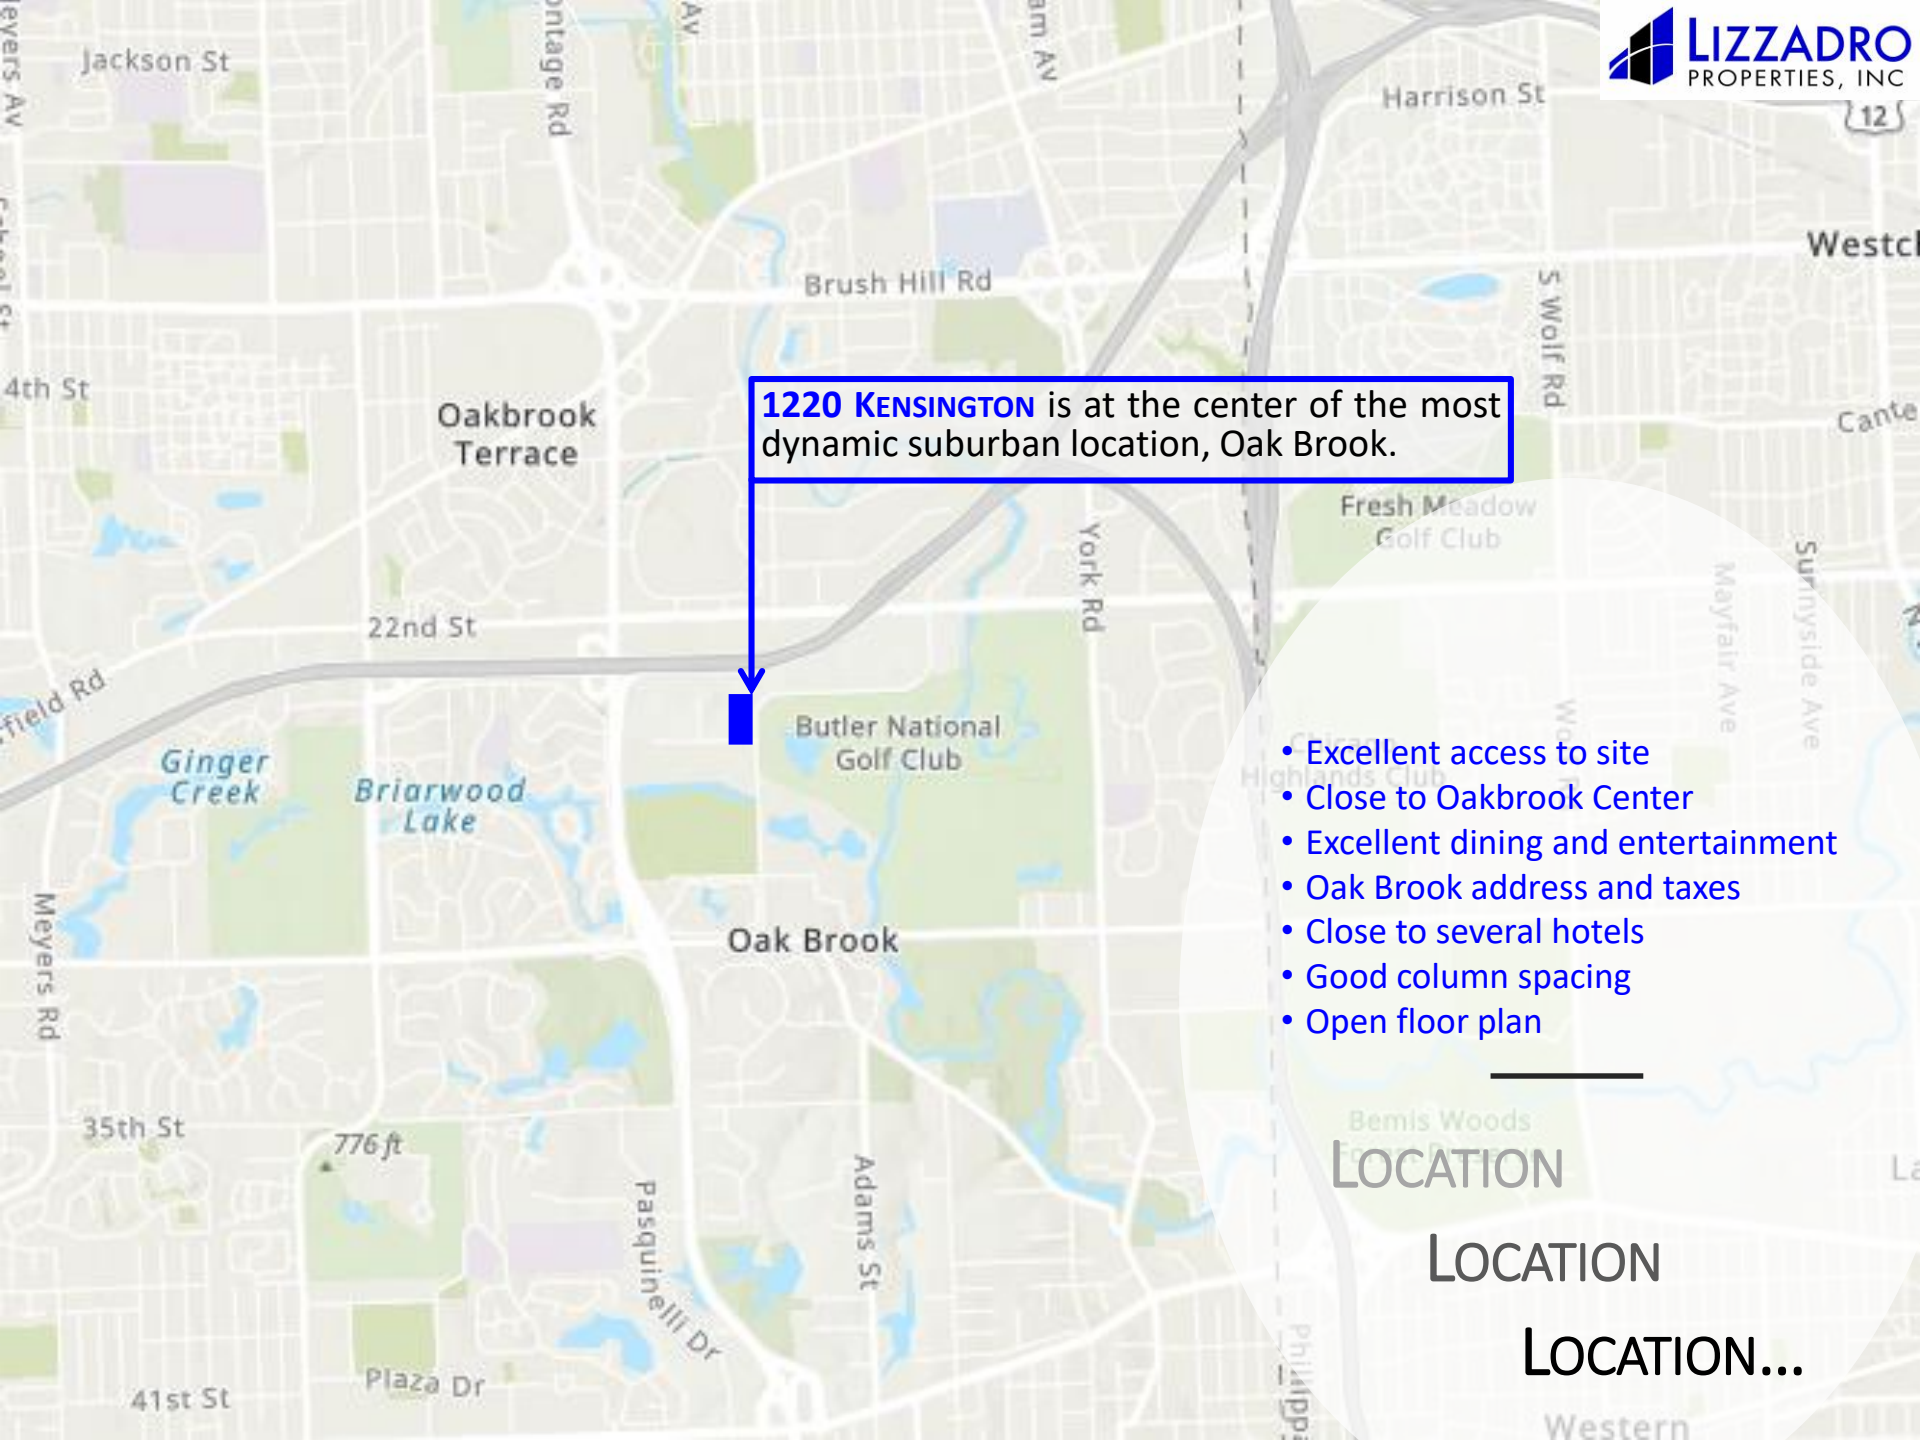 LIZZADRO
PROPERTIES, INC
Jackson St
Harrison St
12
Brush Hill Rd
S Wolf Rd
4th St
Oakbrook
Terrace
1220 KENSINGTON is at the center of the most
dynamic suburban location, Oak Brook.
Fresh Meadow
Golf Club
York Rd
22nd St
Sunnyside Ave
Mayfair Ave
Butler National
Golf Club
Ginger
Creek
Briarwood
Lake
• Excellent access to site
• Close to Oakbrook Center
• Excellent dining and entertainment
• Oak Brook address and taxes
• Close to several hotels
• Good column spacing
• Open floor plan
Meyers Rd
Oak Brook
35th St
776 ft
Bemis Woods
Adams St
Pasquinelli Dr
LOCATION
LOCATION
LOCATION...
Plaza Dr
41st St
Western